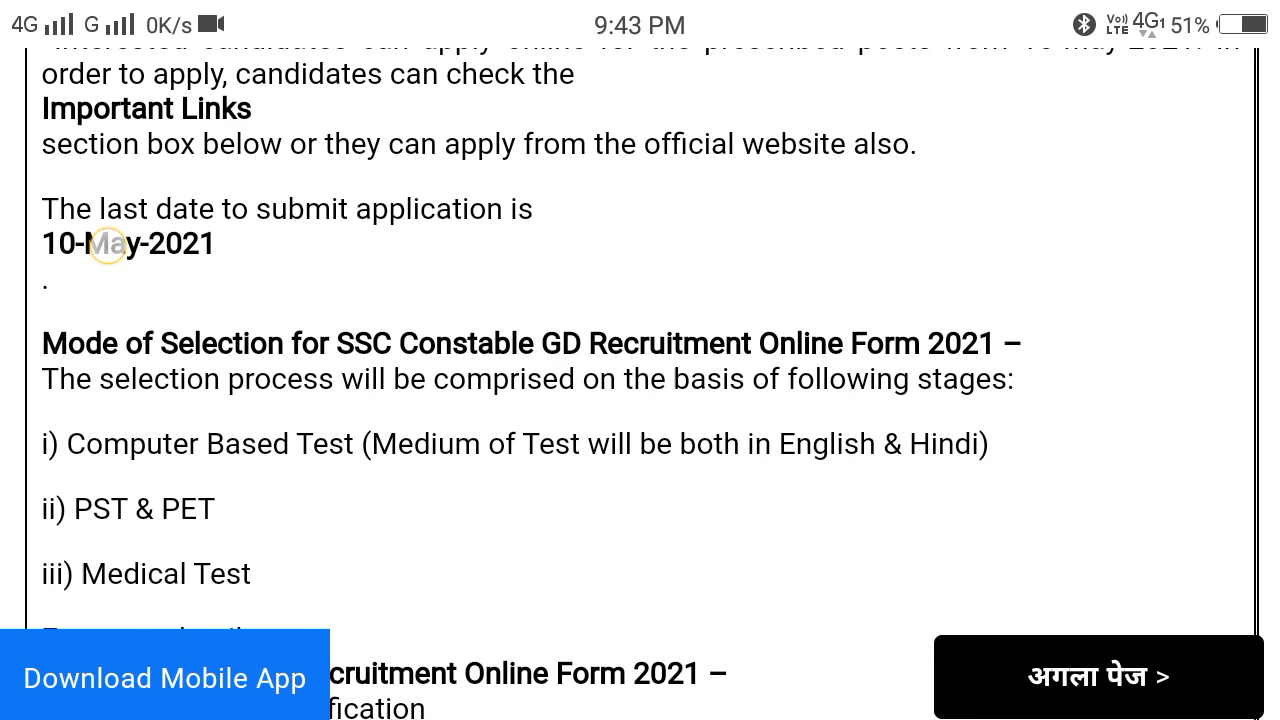 4G G 0K/s 9:43 PM Vo) LTE 4G 1 51%
order to apply, candidates can check the
Important Links
section box below or they can apply from the official website also.
The last date to submit application is
10-May-2021
.
Mode of Selection for SSC Constable GD Recruitment Online Form 2021 –
The selection process will be comprised on the basis of following stages:
i) Computer Based Test (Medium of Test will be both in English & Hindi)
ii) PST & PET
iii) Medical Test
cruitment Online Form 2021 –
Download Mobile App
अगला पेज >
fication